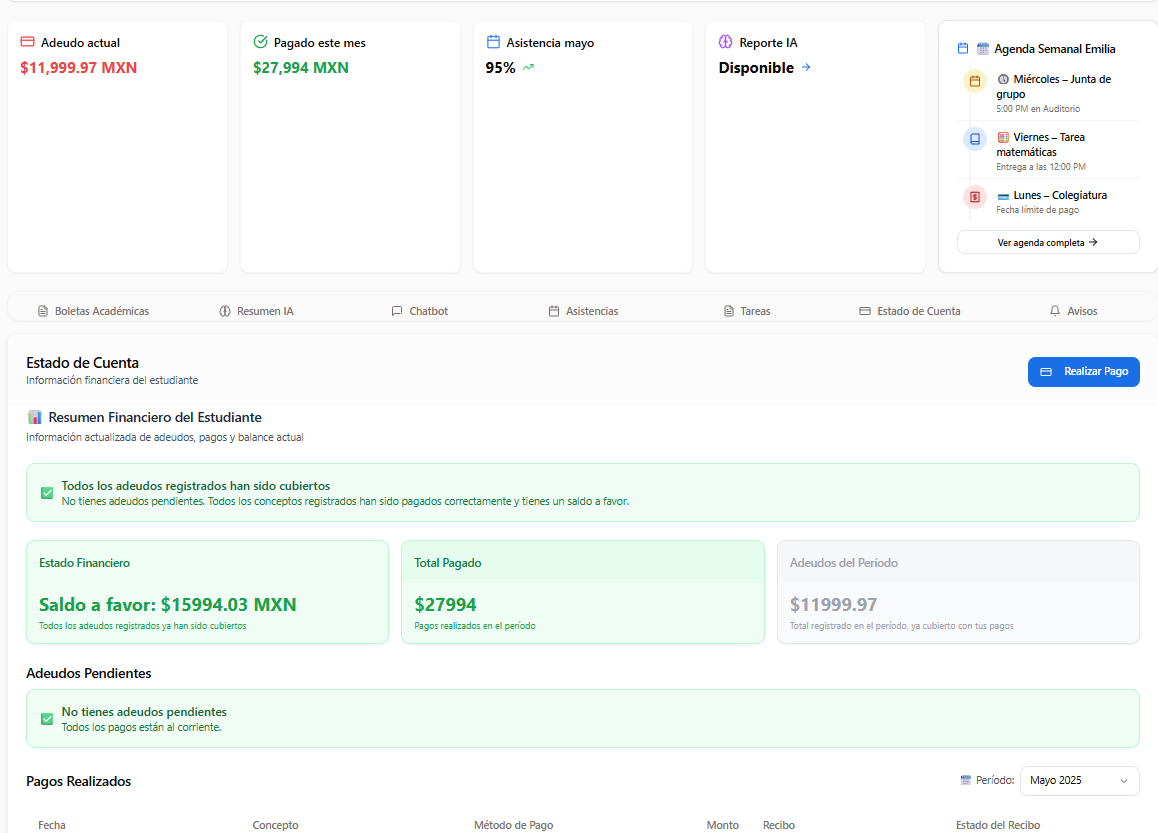 Adeudo actual
$11,999.97 MXN
Pagado este mes
$27,994 MXN
Asistencia mayo
95%
Reporte IA
Disponible →
Agenda Semanal Emilia
Miércoles – Junta de
grupo
5:00 PM en Auditorio
Viernes – Tarea
matemáticas
Entrega a las 12:00 PM
Lunes – Colegiatura
Fecha límite de pago
Ver agenda completa →
Boletas Académicas
Resumen IA
Chatbot
Asistencias
Tareas
Estado de Cuenta
Avisos
Estado de Cuenta
Información financiera del estudiante
Realizar Pago
Resumen Financiero del Estudiante
Información actualizada de adeudos, pagos y balance actual
Todos los adeudos registrados han sido cubiertos
No tienes adeudos pendientes. Todos los conceptos registrados han sido pagados correctamente y tienes un saldo a favor.
Estado Financiero
Saldo a favor: $15994.03 MXN
Todos los adeudos registrados ya han sido cubiertos
Total Pagado
$27994
Pagos realizados en el período
Adeudos del Período
$11999.97
Total registrado en el período, ya cubierto con tus pagos
Adeudos Pendientes
No tienes adeudos pendientes
Todos los pagos están al corriente.
Pagos Realizados
Período:
Mayo 2025
Fecha
Concepto
Método de Pago
Monto
Recibo
Estado del Recibo